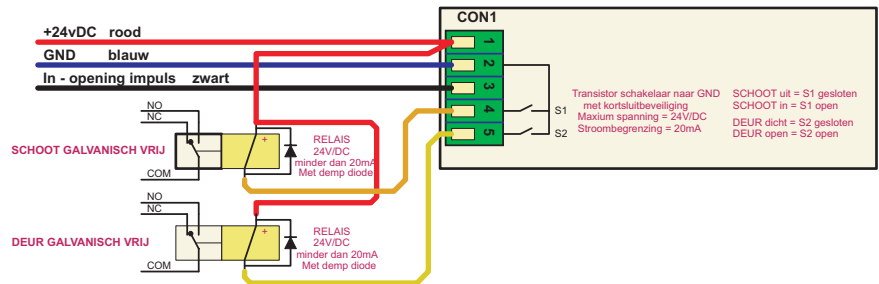 CON1
+24vDC rood
GND blauw
In - opening impuls zwart
1
2
3
4
5
S1
S2
Transistor schakelaar naar GND
met kortsluitbeveiliging
Maxium spanning = 24V/DC
Stroombegrenzing = 20mA
SCHOOT uit = S1 gesloten
SCHOOT in = S1 open
DEUR dicht = S2 gesloten
DEUR open = S2 open
NO
NC
SCHOOT GALVANISCH VRIJ
COM
+
RELAIS
24V/DC
minder dan 20mA
Met demp diode
NO
NC
DEUR GALVANISCH VRIJ
COM
+
RELAIS
24V/DC
minder dan 20mA
Met demp diode